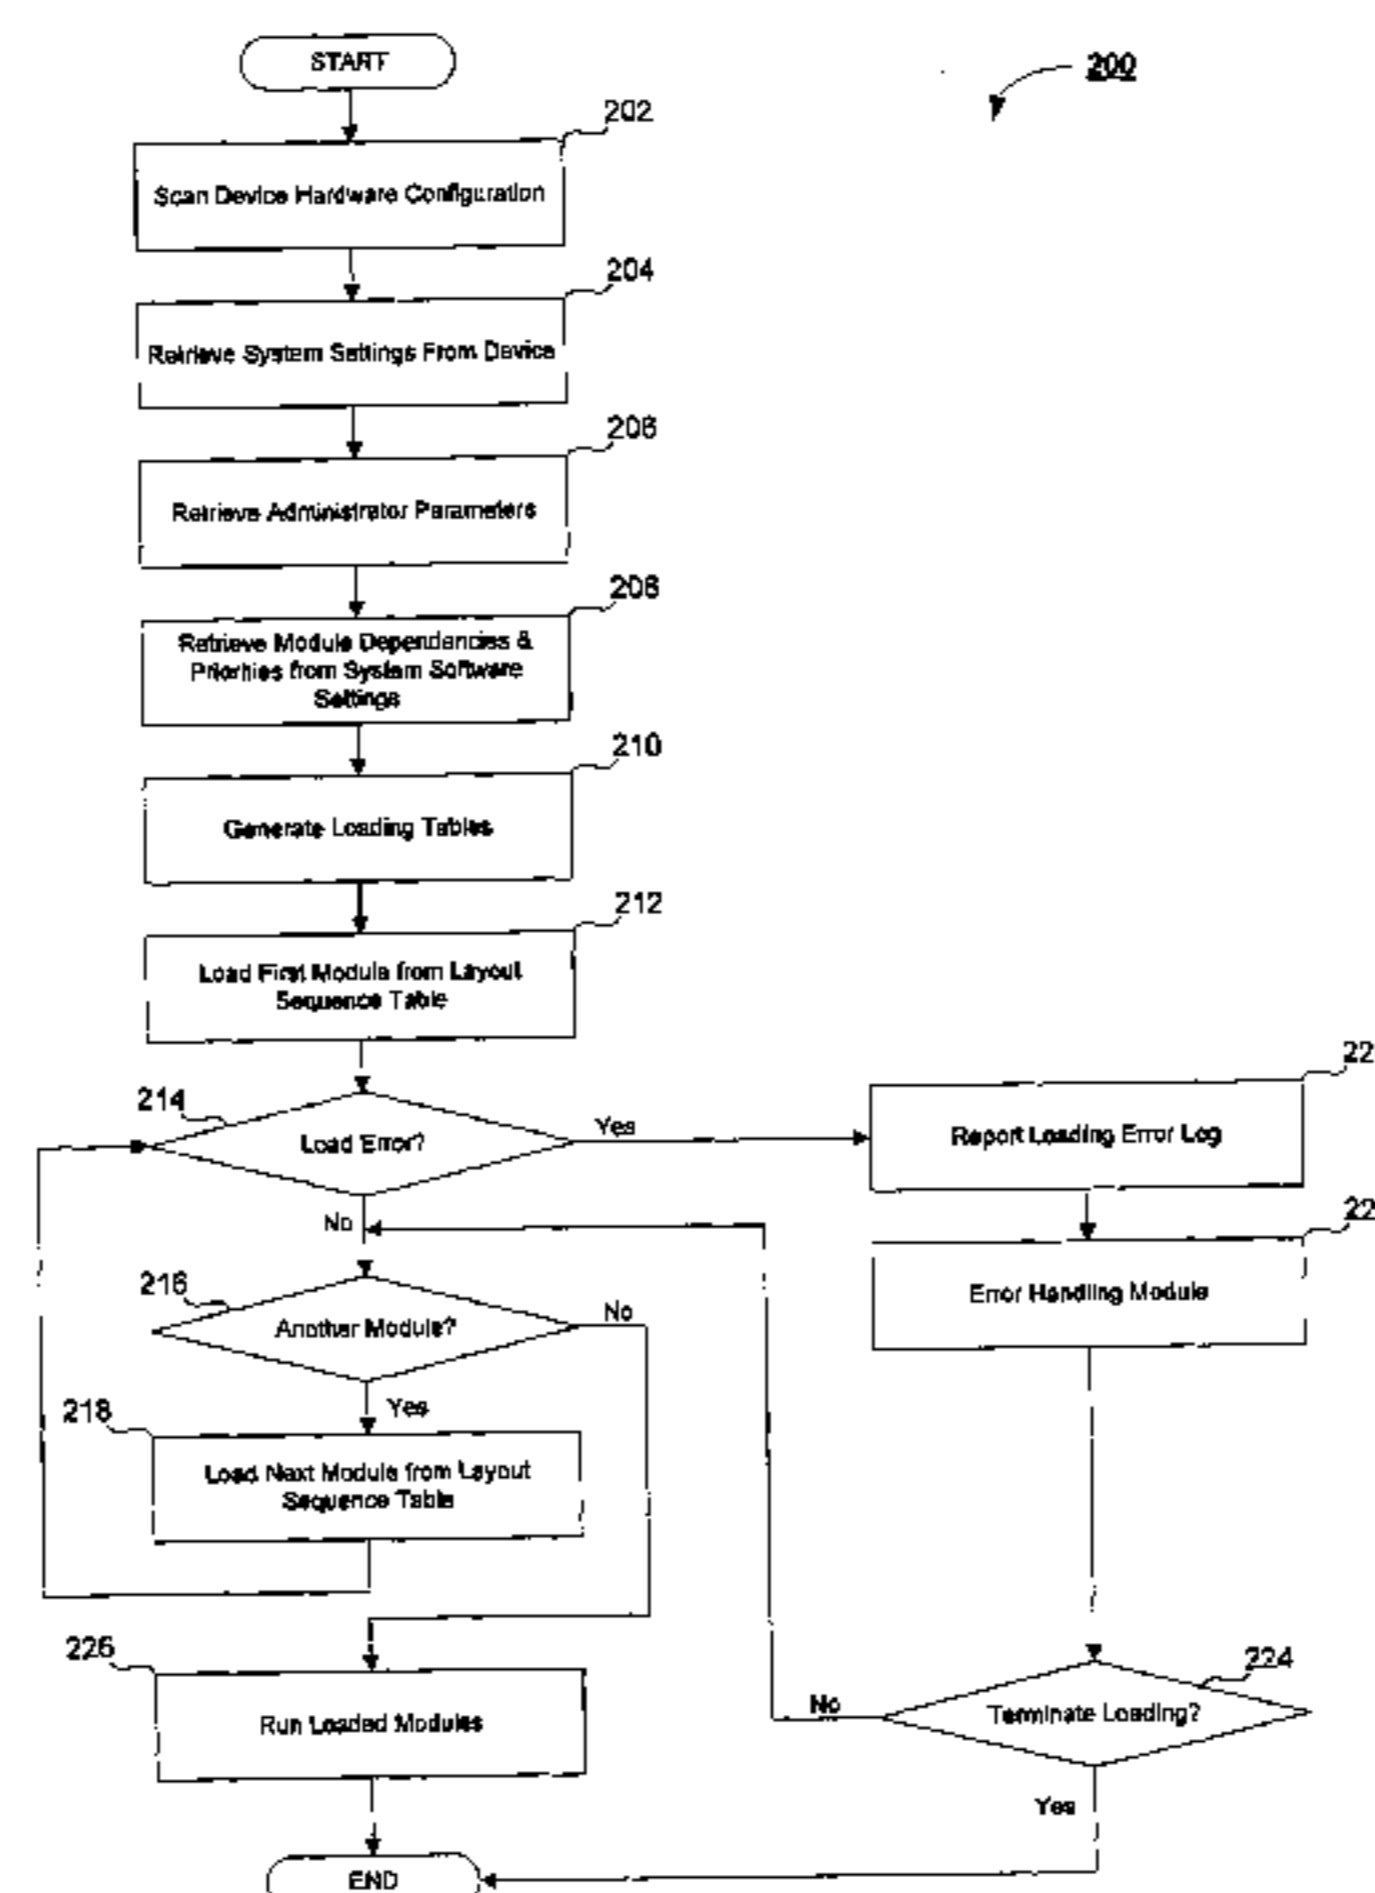 START
200
202
Scan Device Hardware Configuration
204
Retrieve System Settings From Device
206
Retrieve Administrator Parameters
208
Retrieve Module Dependencies &
Priorities from System Software
Settings
210
Generate Loading Tables
212
Load First Module from Layout
Sequence Table
214
Load Error?
Yes
22
Report Loading Error Log
No
22
Error Handling Module
216
Another Module?
No
Yes
218
Load Next Module from Layout
Sequence Table
226
Run Loaded Modules
224
Terminate Loading?
No
Yes
END